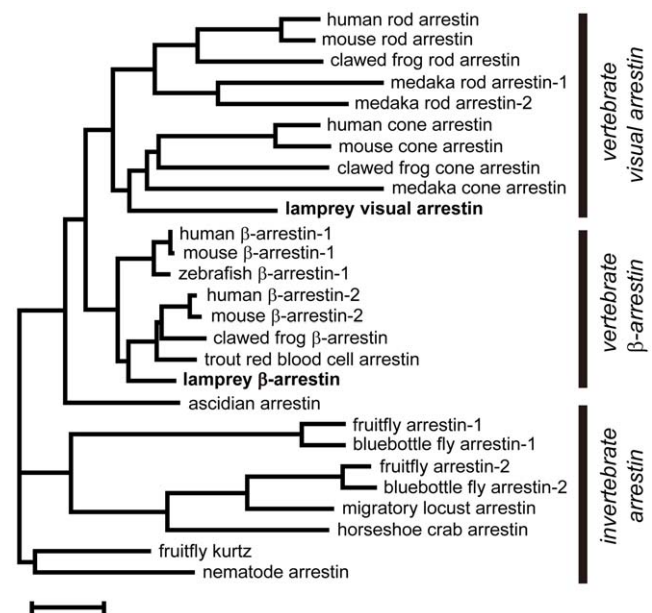 human rod arrestin
mouse rod arrestin
clawed frog rod arrestin
medaka rod arrestin-1
medaka rod arrestin-2
human cone arrestin
mouse cone arrestin
clawed frog cone arrestin
medaka cone arrestin
lamprey visual arrestin
vertebrate
visual arrestin
human β-arrestin-1
mouse β-arrestin-1
zebrafish β-arrestin-1
human β-arrestin-2
mouse β-arrestin-2
clawed frog β-arrestin
trout red blood cell arrestin
lamprey β-arrestin
vertebrate
β-arrestin
ascidian arrestin
fruitfly arrestin-1
bluebottle fly arrestin-1
fruitfly arrestin-2
bluebottle fly arrestin-2
migratory locust arrestin
horseshoe crab arrestin
fruitfly kurtz
nematode arrestin
invertebrate
arrestin